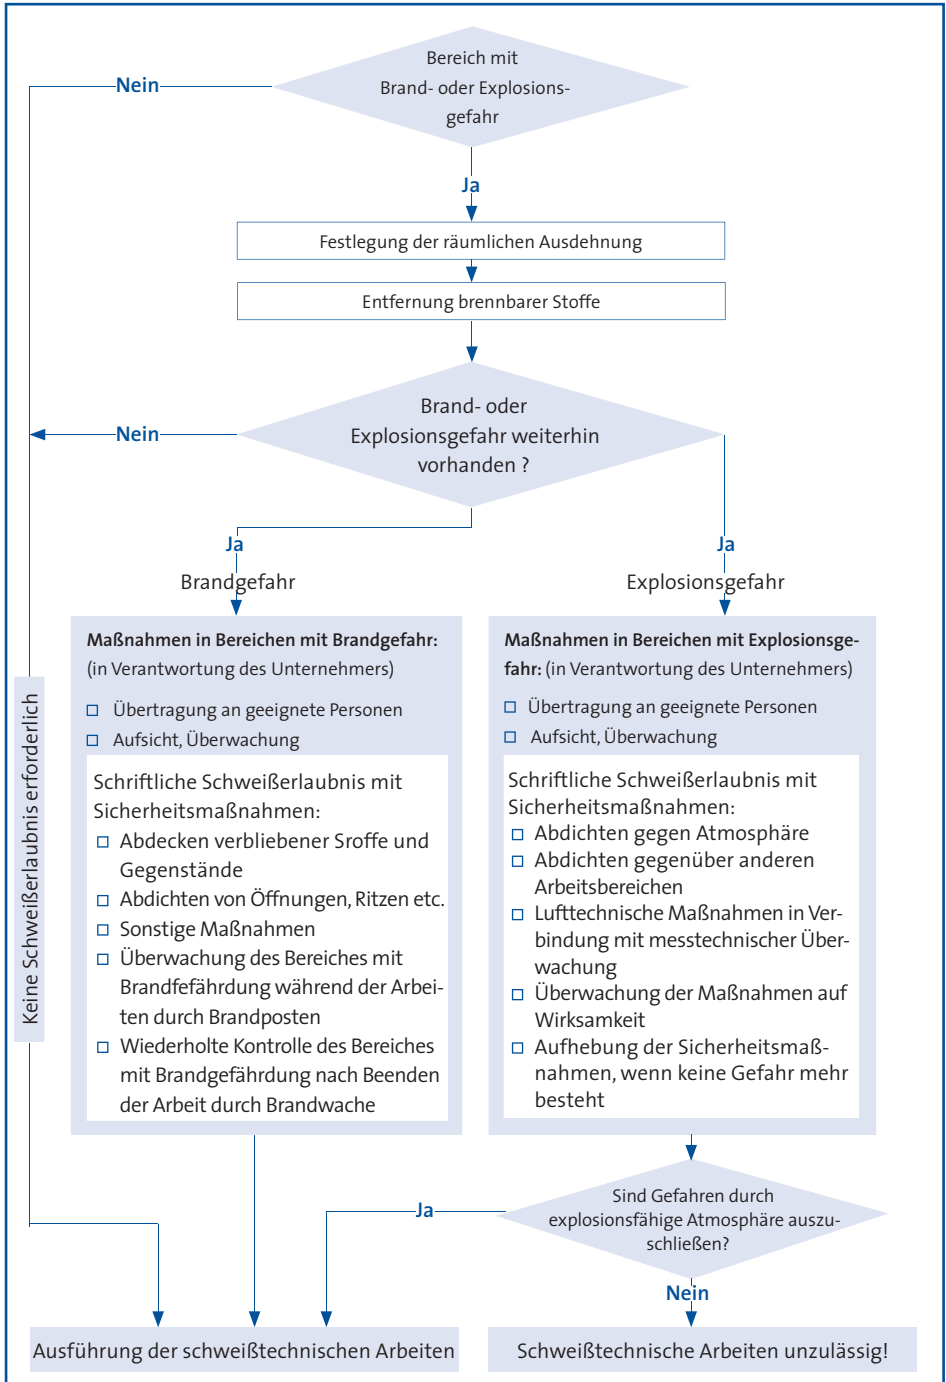 Bereich mit
Brand- oder Explosions-
gefahr
Nein
Ja
Festlegung der räumlichen Ausdehnung
Entfernung brennbarer Stoffe
Brand- oder
Explosionsgefahr weiterhin
vorhanden ?
Nein
Ja
Brandgefahr
Ja
Explosionsgefahr
Keine Schweißerlaubnis erforderlich
Maßnahmen in Bereichen mit Brandgefahr:
(in Verantwortung des Unternehmers)
Übertragung an geeignete Personen
Aufsicht, Überwachung
Schriftliche Schweißerlaubnis mit
Sicherheitsmaßnahmen:
Abdecken verbliebener Sroffe und
Gegenstände
Abdichten von Öffnungen, Ritzen etc.
Sonstige Maßnahmen
Überwachung des Bereiches mit
Brandfefährdung während der Arbei-
ten durch Brandposten
Wiederholte Kontrolle des Bereiches
mit Brandgefährdung nach Beenden
der Arbeit durch Brandwache
Maßnahmen in Bereichen mit Explosionsge-
fahr: (in Verantwortung des Unternehmers)
Übertragung an geeignete Personen
Aufsicht, Überwachung
Schriftliche Schweißerlaubnis mit
Sicherheitsmaßnahmen:
Abdichten gegen Atmosphäre
Abdichten gegenüber anderen
Arbeitsbereichen
Lufttechnische Maßnahmen in Ver-
bindung mit messtechnischer Über-
wachung
Überwachung der Maßnahmen auf
Wirksamkeit
Aufhebung der Sicherheitsmaß-
nahmen, wenn keine Gefahr mehr
besteht
Sind Gefahren durch
explosionsfähige Atmosphäre auszu-
schließen?
Ja
Nein
Ausführung der schweißtechnischen Arbeiten
Schweißtechnische Arbeiten unzulässig!